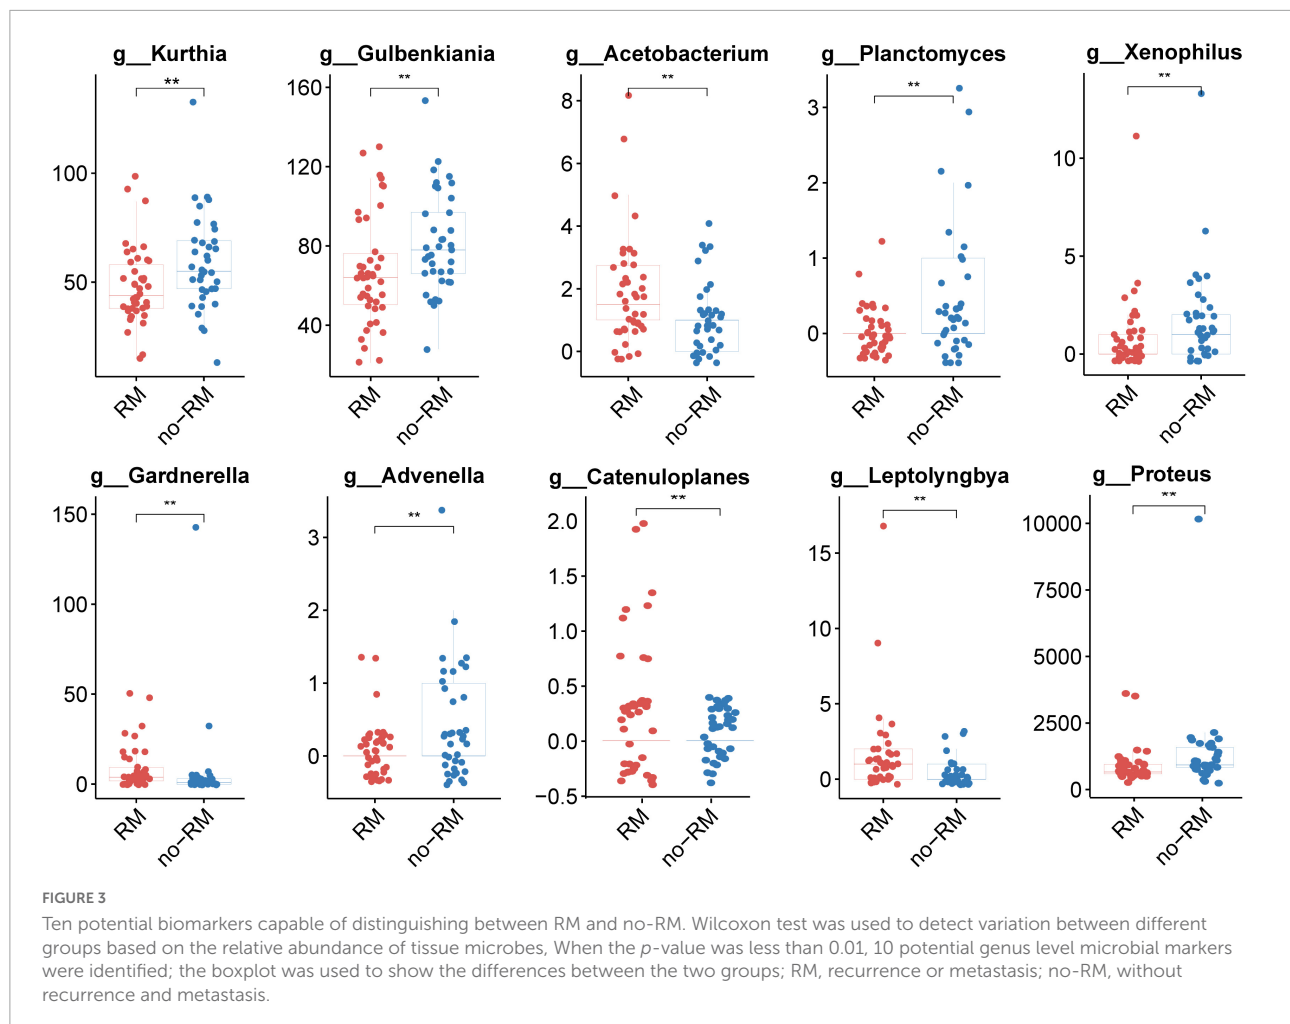 g__Kurthia g__Gulbenkiania g__Acetobacterium g__Planctomyces g__Xenophilus
** ** ** ** **
100
50
RM no-RM
160
120
80
40
RM no-RM
8
6
4
2
0
RM no-RM
3
2
1
0
RM no-RM
10
5
0
RM no-RM
g__Gardnerella g__Advenella g__Catenuloplanes g__Leptolyngbya g__Proteus
** ** ** ** **
150
100
50
0
RM no-RM
3
2
1
0
RM no-RM
2.0
1.5
1.0
0.5
0.0
−0.5
RM no-RM
15
10
5
0
RM no-RM
10000
7500
5000
2500
0
RM no-RM
FIGURE 3
Ten potential biomarkers capable of distinguishing between RM and no-RM. Wilcoxon test was used to detect variation between different
groups based on the relative abundance of tissue microbes, When the p-value was less than 0.01, 10 potential genus level microbial markers
were identified; the boxplot was used to show the differences between the two groups; RM, recurrence or metastasis; no-RM, without
recurrence and metastasis.